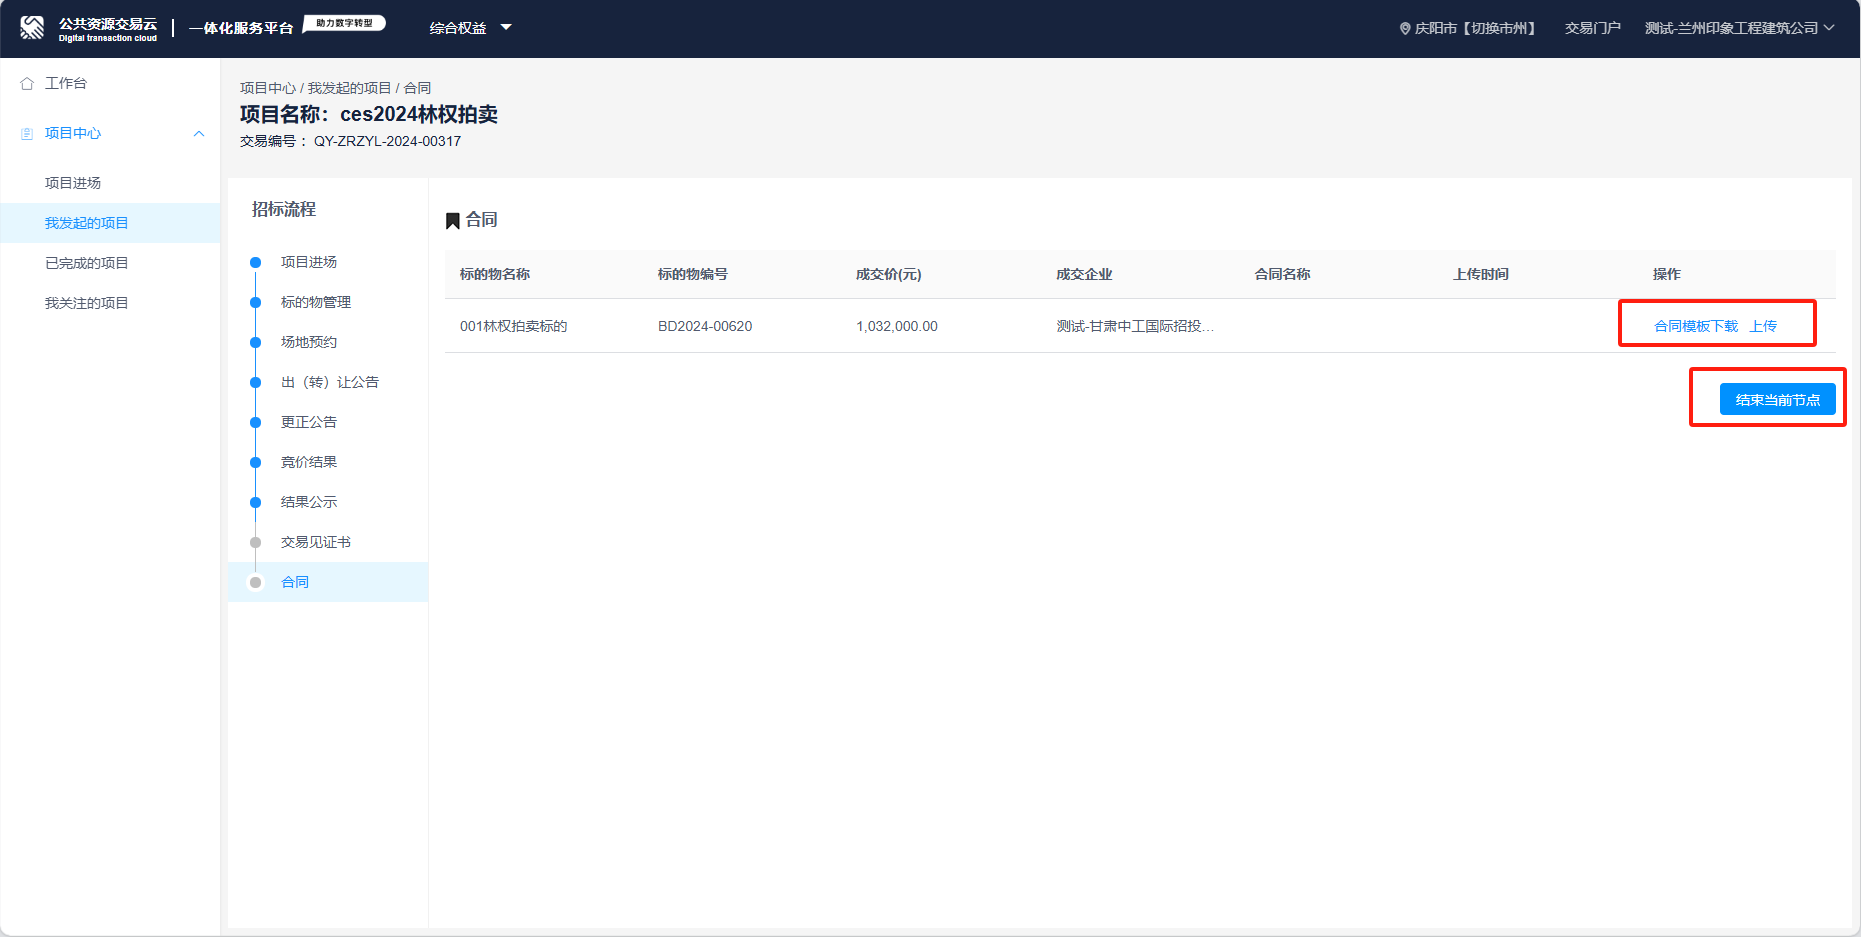 公共资源交易云
Digital transaction cloud
一体化服务平台
助力数字转型
综合权益
庆阳市【切换市州】
交易门户
测试-兰州印象工程建筑公司
工作台
项目中心
项目进场
我发起的项目
已完成的项目
我关注的项目
项目中心 / 我发起的项目 / 合同
项目名称：ces2024林权拍卖
交易编号： QY-ZRZYL-2024-00317
招标流程
项目进场
标的物管理
场地预约
出（转）让公告
更正公告
竞价结果
结果公示
交易见证书
合同
合同
标的物名称 标的物编号 成交价(元) 成交企业 合同名称 上传时间 操作
001林权拍卖标的 BD2024-00620 1,032,000.00 测试-甘肃中工国际招投... 合同模板下载 上传
结束当前节点